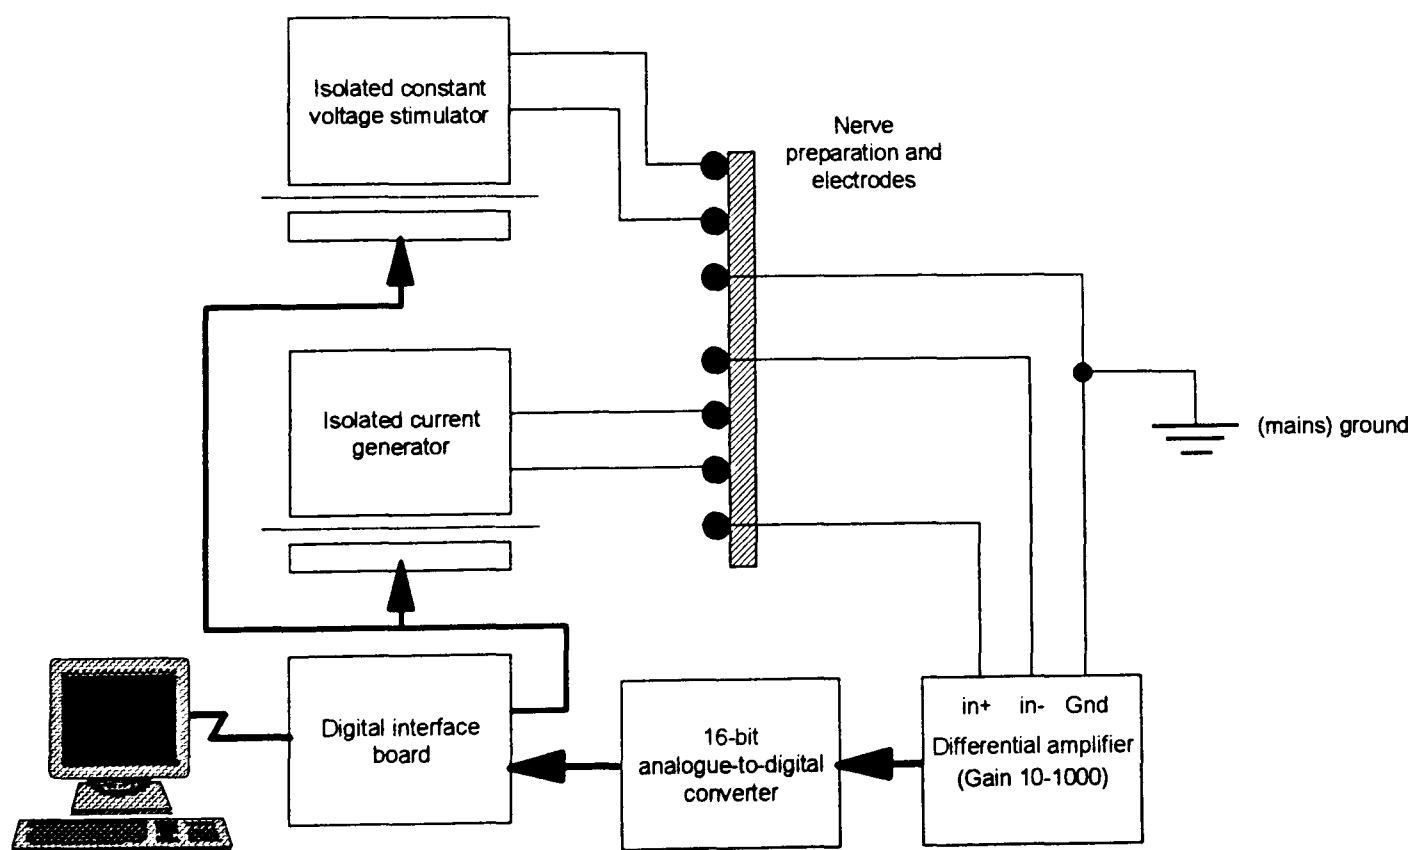 Isolated constant
voltage stimulator
Nerve
preparation and
electrodes
Isolated current
generator
(mains) ground
Digital interface
board
16-bit
analogue-to-digital
converter
in+ in- Gnd
Differential amplifier
(Gain 10-1000)